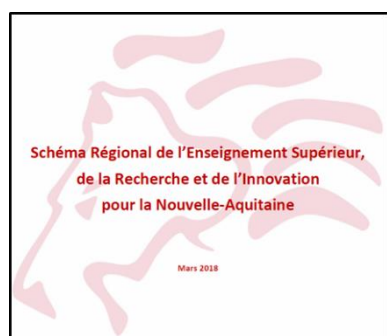 Schéma Régional de l'Enseignement Supérieur,
de la Recherche et de l'Innovation
pour la Nouvelle-Aquitaine
Mars 2018